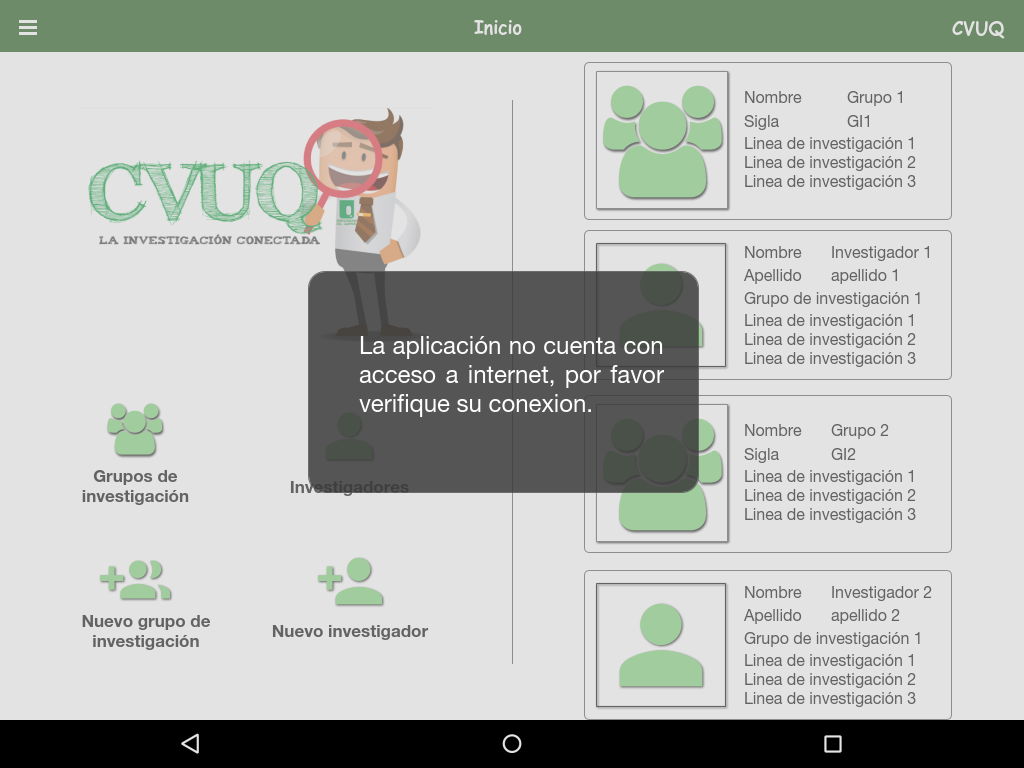 Inicio
CVUQ
CVUQ
LA INVESTIGACIÓN CONECTADA
Grupos de
investigación
Investigadores
Nuevo grupo de
investigación
Nuevo investigador
La aplicación no cuenta con
acceso a internet, por favor
verifique su conexion.
Nombre Grupo 1
Sigla GI1
Linea de investigación 1
Linea de investigación 2
Linea de investigación 3
Nombre Investigador 1
Apellido apellido 1
Grupo de investigación 1
Linea de investigación 1
Linea de investigación 2
Linea de investigación 3
Nombre Grupo 2
Sigla GI2
Linea de investigación 1
Linea de investigación 2
Linea de investigación 3
Nombre Investigador 2
Apellido apellido 2
Grupo de investigación 1
Linea de investigación 1
Linea de investigación 2
Linea de investigación 3